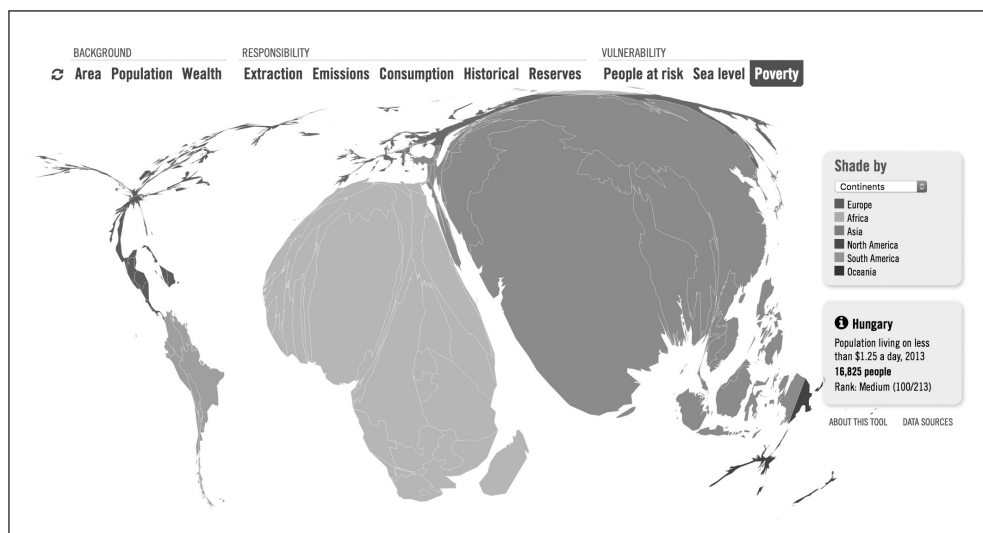 BACKGROUND
RESPONSIBILITY
VULNERABILITY
Area Population Wealth
Extraction Emissions Consumption Historical Reserves
People at risk Sea level Poverty
Shade by
Continents
Europe
Africa
Asia
North America
South America
Oceania
Hungary
Population living on less
than $1.25 a day, 2013
16,825 people
Rank: Medium (100/213)
ABOUT THIS TOOL DATA SOURCES